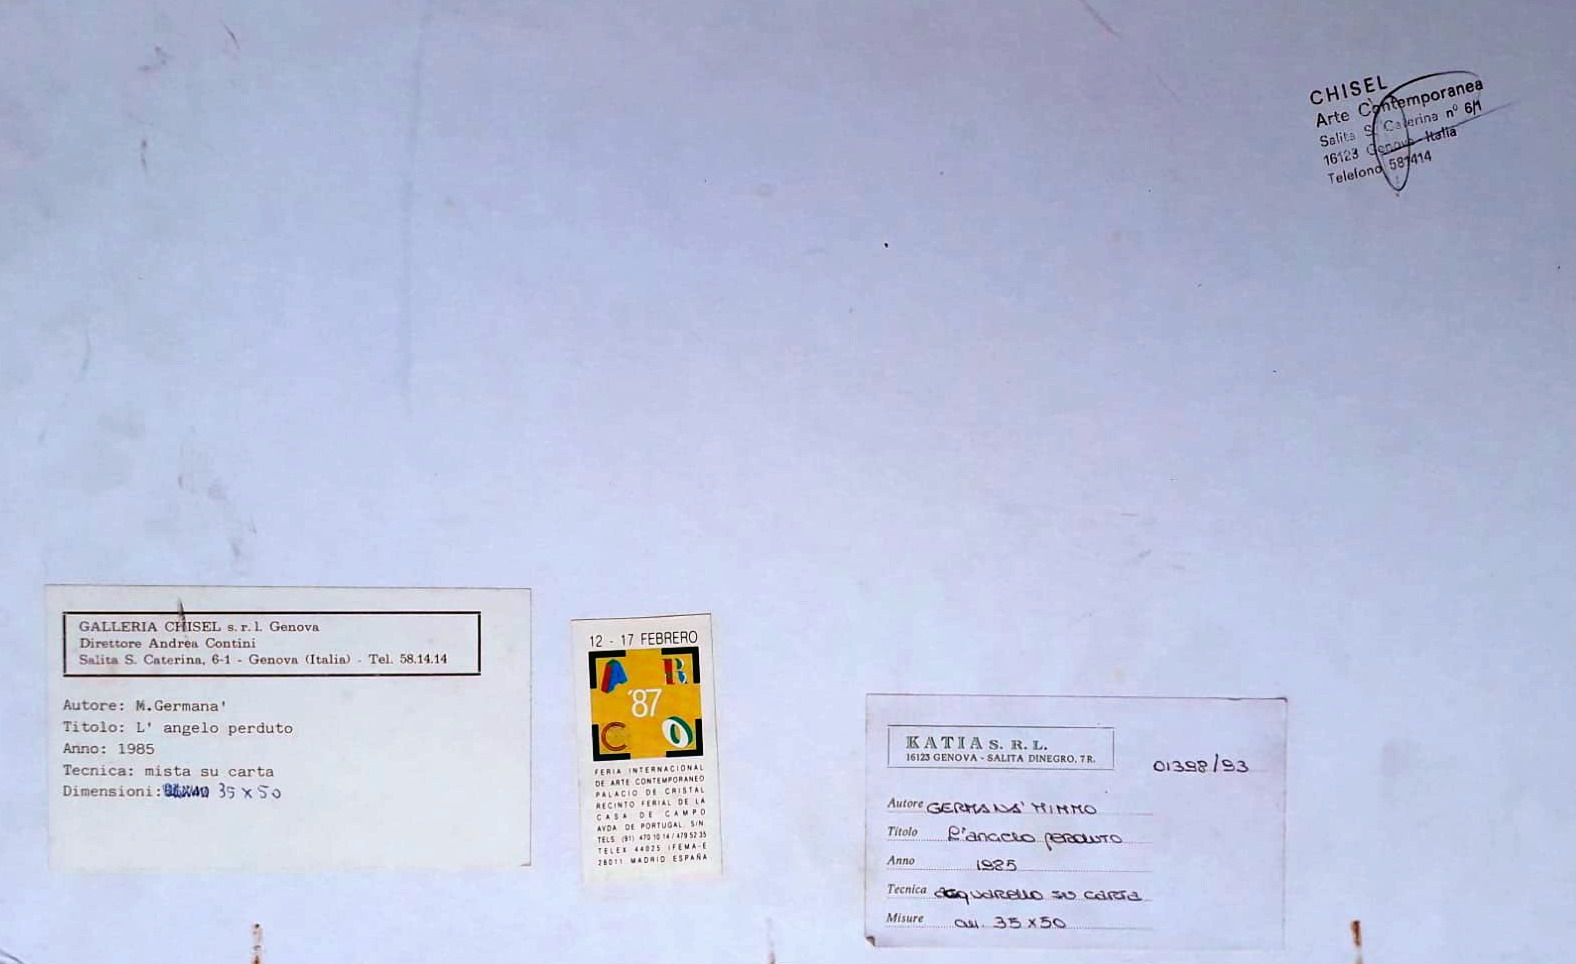 CHISEL
Arte Contemporanea
Salita S. Caterina n° 6/1
16123 Genova - Italia
Telefono 581414
GALLERIA CHISEL s. r. l. Genova
Direttore Andrea Contini
Salita S. Caterina, 6-1 - Genova (Italia) - Tel. 58.14.14
Autore: M.Germana'
Titolo: L' angelo perduto
Anno: 1985
Tecnica: mista su carta
Dimensioni: 35 x 50
12 - 17 FEBRERO
A R
'87
C O
FERIA INTERNACIONAL
DE ARTE CONTEMPORANEO
PALACIO DE CRISTAL
RECINTO FERIAL DE LA
CASA DE CAMPO
AVDA. DE PORTUGAL, S/N.
TELS. (91) 470 10 14 / 479 52 35
TELEX 44025 IFEMA-E
28011 MADRID ESPAÑA
KATIA S. R. L.
16123 GENOVA - SALITA DINEGRO, 7 R.
01398/93
Autore GERMANA' MIMMO
Titolo L'angelo perduto
Anno 1985
Tecnica acquarello su carta
Misure cm. 35 x 50